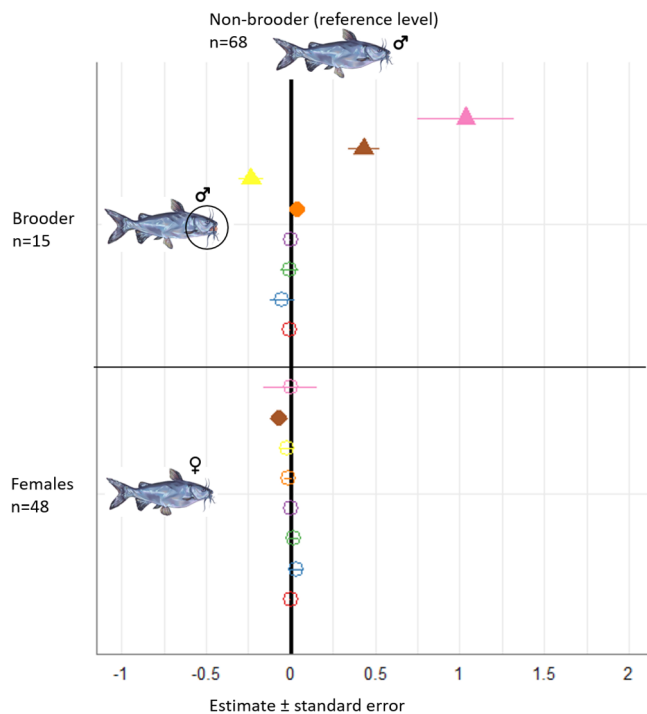 Non-brooder (reference level)
n=68
♂
♂
Brooder
n=15
♀
Females
n=48
-1 -0.5 0 0.5 1 1.5 2
Estimate ± standard error